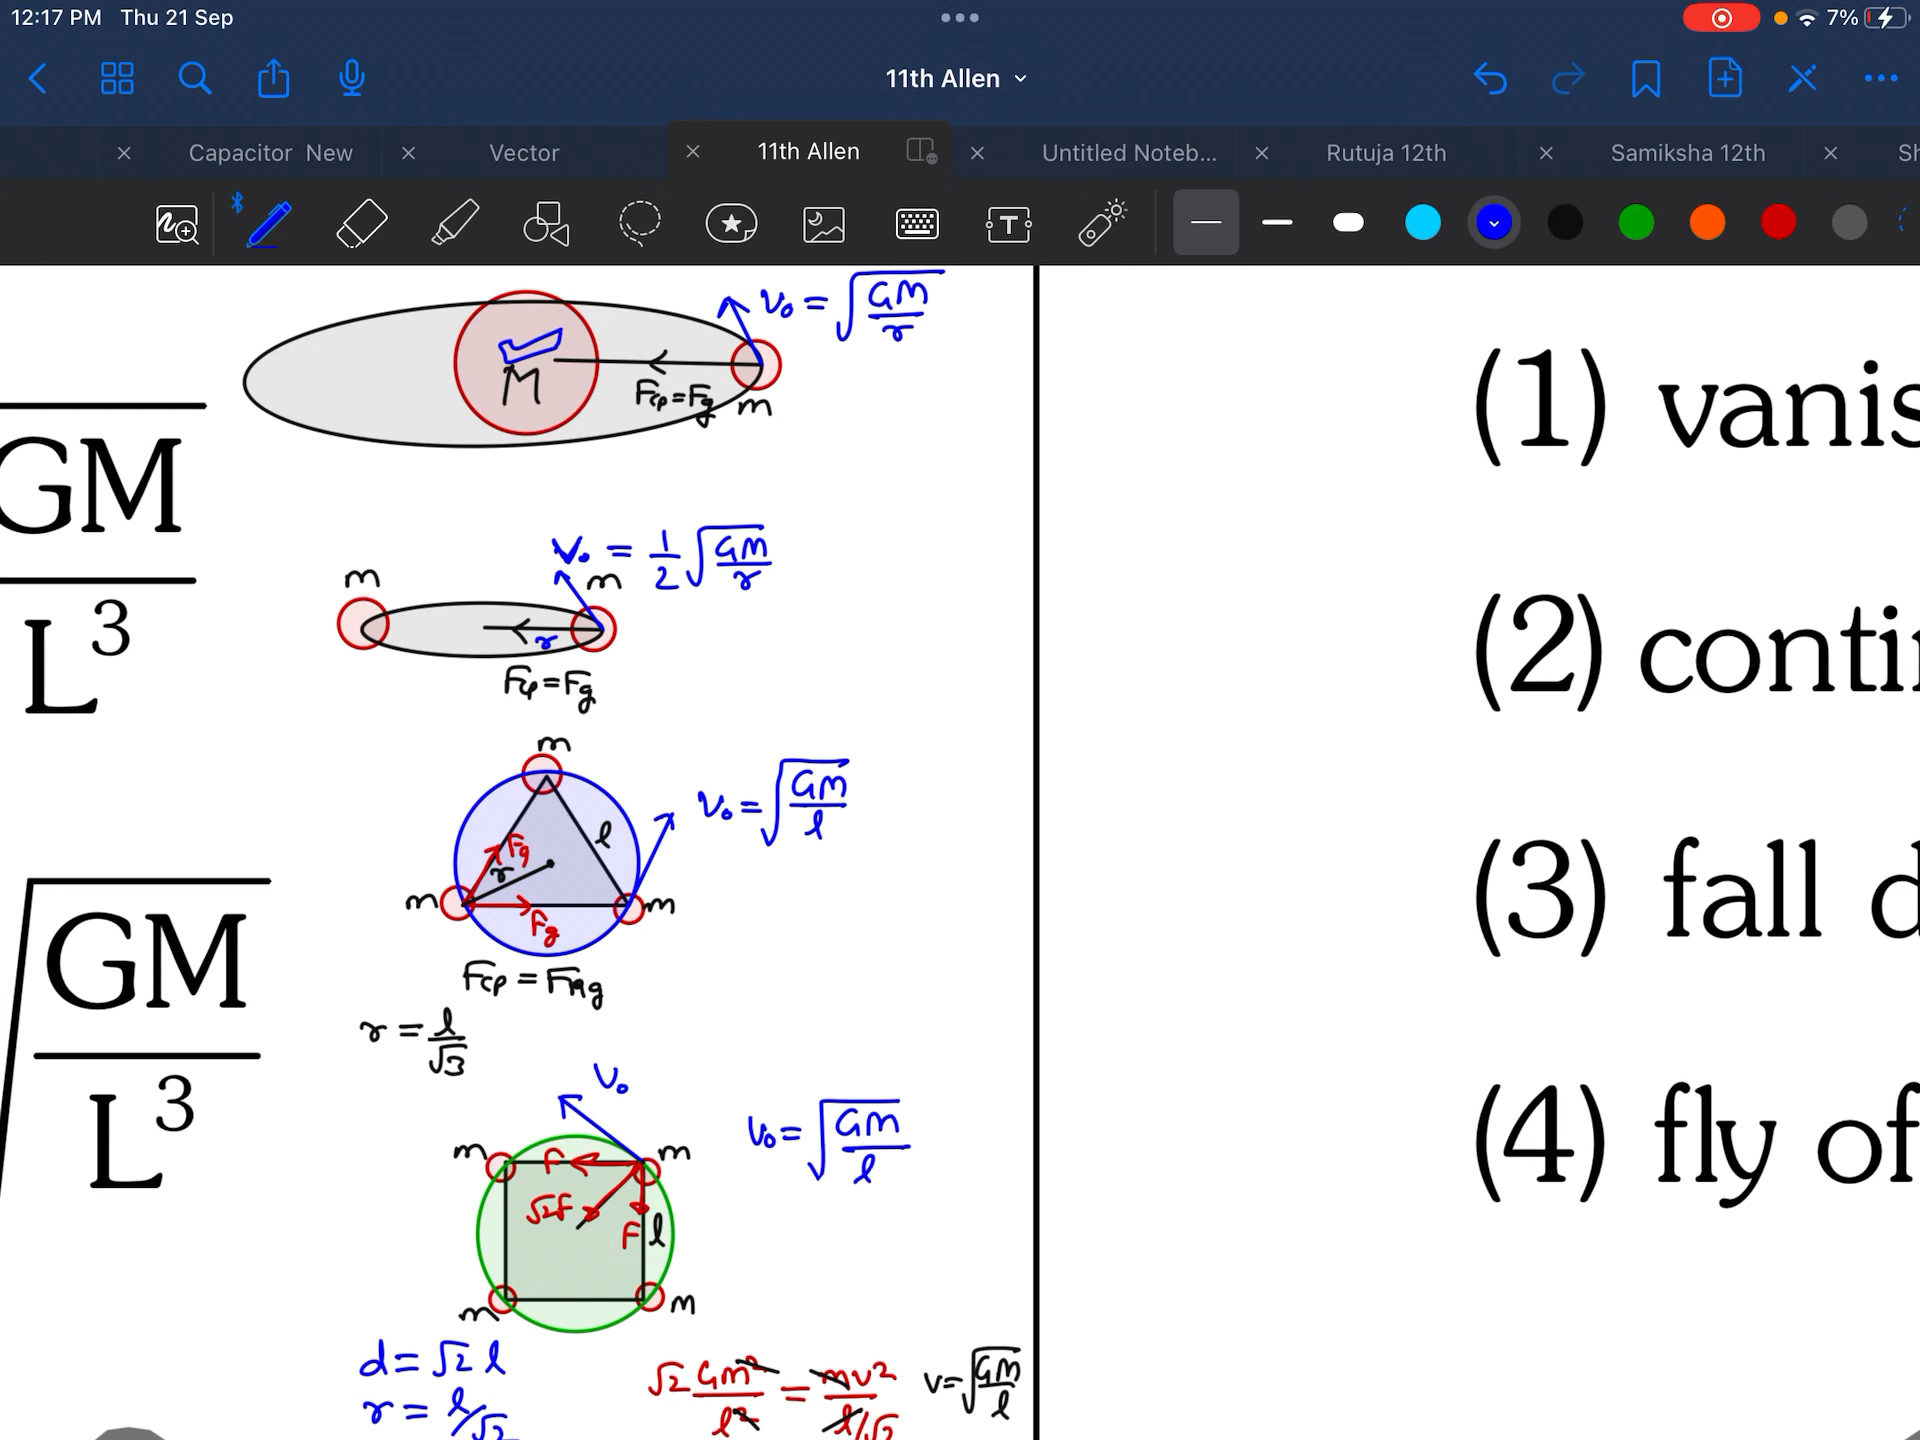 12:17 PM Thu 21 Sep
7%
11th Allen
Capacitor New
Vector
11th Allen
Untitled Noteb...
Rutuja 12th
Samiksha 12th
Sh
T
v₀ = √(GM/r)
M
Fcp = Fg
m
GM
L³
v₀ = 1/2 √(Gm/r)
m
m
r
Fcp = Fg
m
v₀ = √(Gm/l)
l
Fg
r
m
m
Fg
Fcp = FRg
r = l/√3
GM
L³
V₀
v₀ = √(Gm/l)
m
m
F
√2F
F
l
m
m
d = √2 l
r = l/√2
√2 Gm²/l² = mv²/(l/√2)
v = √(Gm/l)
(1) vanis
(2) contin
(3) fall d
(4) fly of